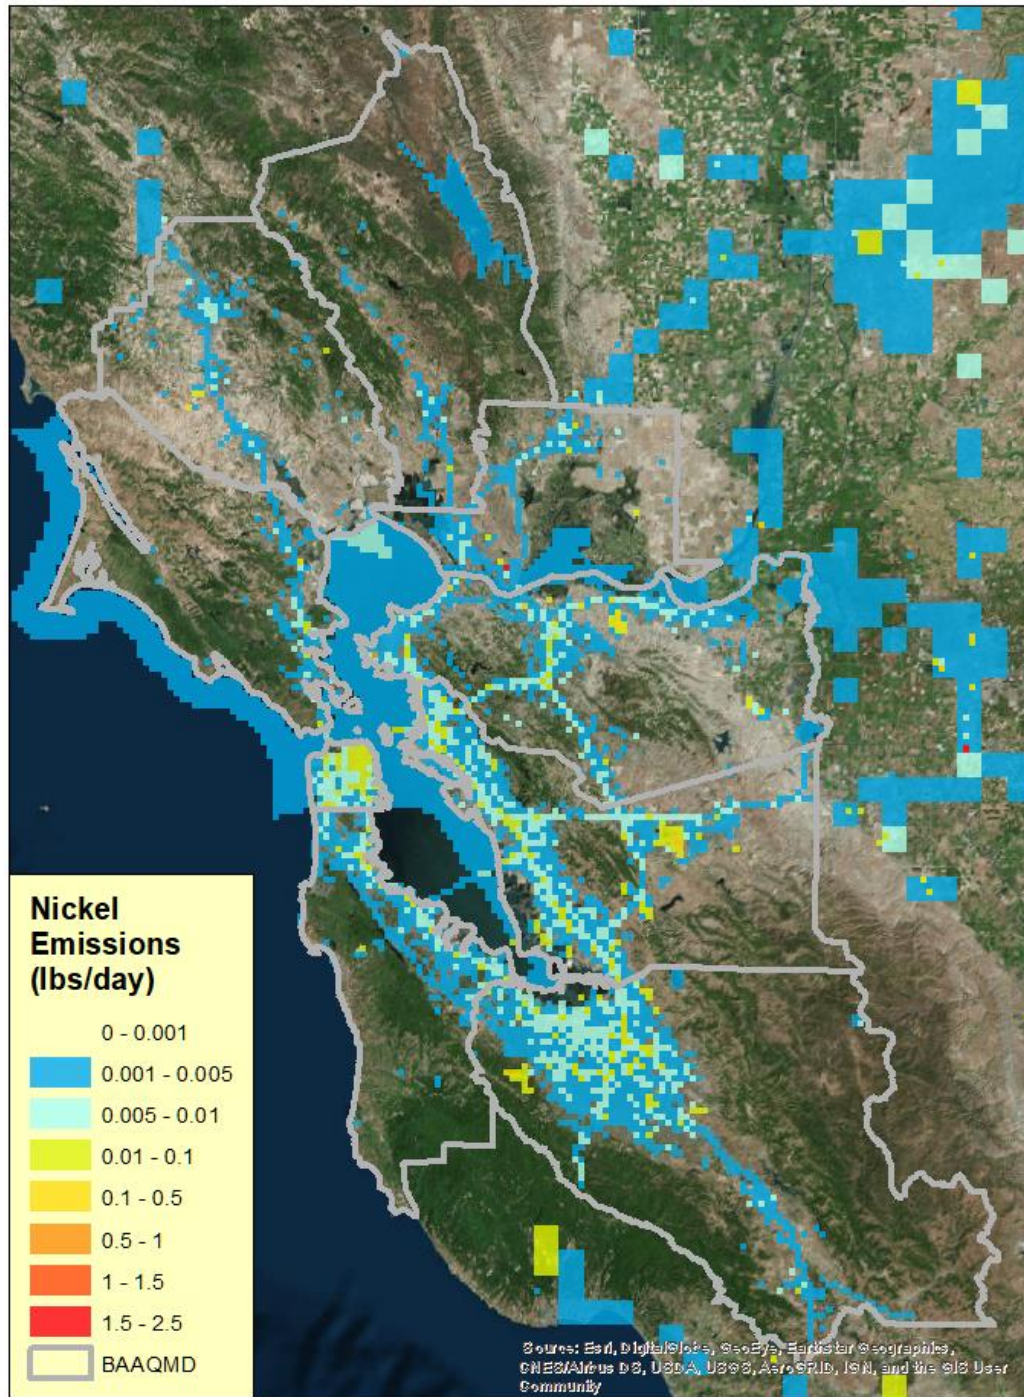 Nickel
Emissions
(lbs/day)
0 - 0.001
0.001 - 0.005
0.005 - 0.01
0.01 - 0.1
0.1 - 0.5
0.5 - 1
1 - 1.5
1.5 - 2.5
BAAQMD
Source: Esri, DigitalGlobe, GeoEye, Earthstar Geographics,
CNES/Airbus DS, USDA, USGS, AeroGRID, IGN, and the GIS User
Community